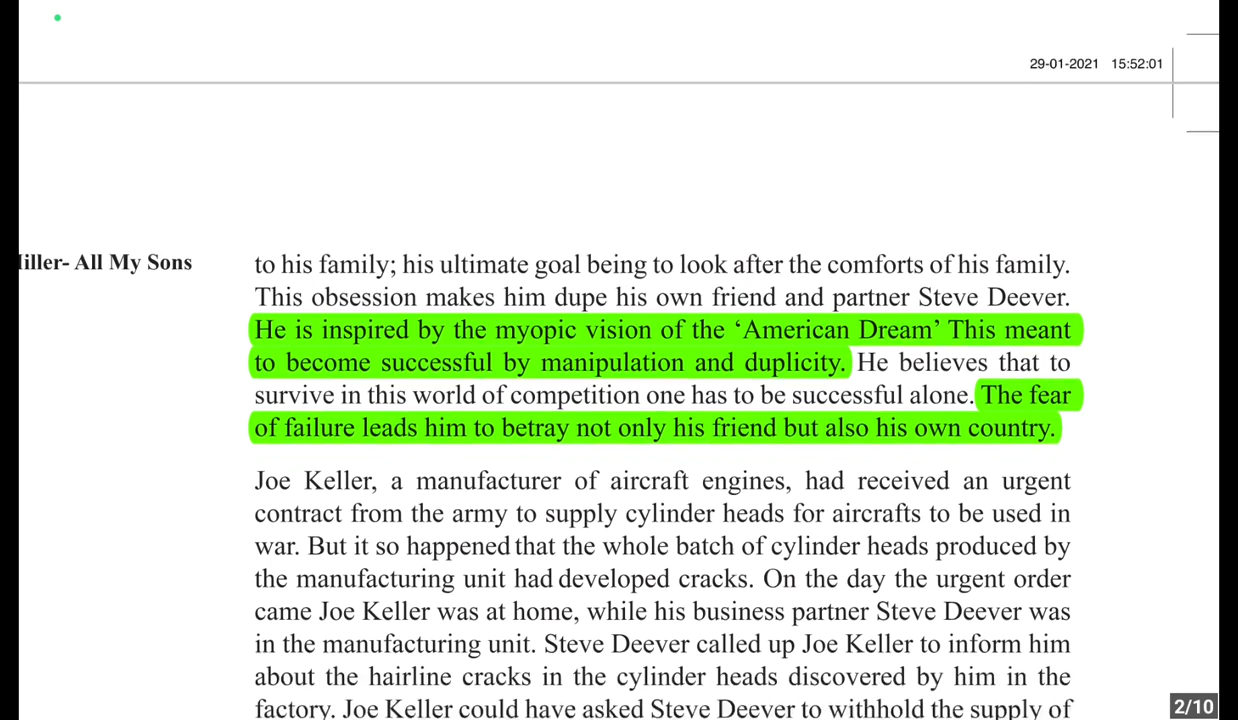 29-01-2021 15:52:01
Miller- All My Sons
to his family; his ultimate goal being to look after the comforts of his family.
This obsession makes him dupe his own friend and partner Steve Deever.
He is inspired by the myopic vision of the ‘American Dream’ This meant
to become successful by manipulation and duplicity. He believes that to
survive in this world of competition one has to be successful alone. The fear
of failure leads him to betray not only his friend but also his own country.
Joe Keller, a manufacturer of aircraft engines, had received an urgent
contract from the army to supply cylinder heads for aircrafts to be used in
war. But it so happened that the whole batch of cylinder heads produced by
the manufacturing unit had developed cracks. On the day the urgent order
came Joe Keller was at home, while his business partner Steve Deever was
in the manufacturing unit. Steve Deever called up Joe Keller to inform him
about the hairline cracks in the cylinder heads discovered by him in the
factory. Joe Keller could have asked Steve Deever to withhold the supply of
2/10